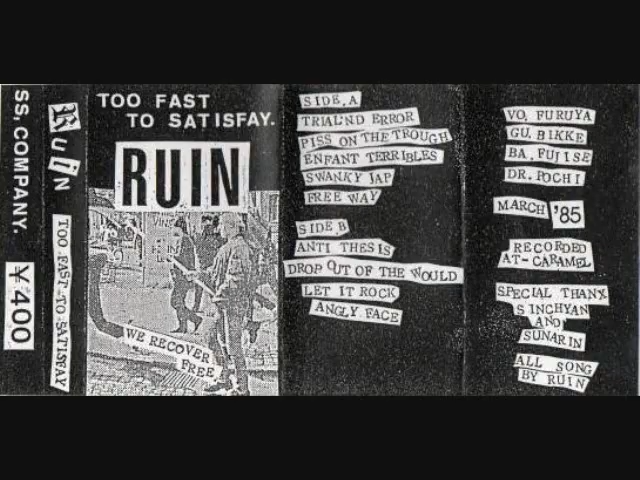 SS, COMPANY.
¥400
RUiN
TOO FAST TO SATISFAY
TOO FAST
TO SATISFAY.
RUIN
WE RECOVER
FREE
SIDE.A
TRIAL'ND ERROR
PISS ON THE TROUGH
ENFANT TERRIBLES
SWANKY JAP
FREE WAY
SIDE.B
ANTI THESIS
DROP OUT OF THE WOULD
LET IT ROCK
ANGLY FACE
VO. FURUYA
GU. BIKKE
BA. FUJISE
DR. POCHI
MARCH '85
RECORDED
AT-CARAMEL
SPECIAL THANX
SINCHYAN
AND
SUNARIN
ALL SONG
BY RUIN